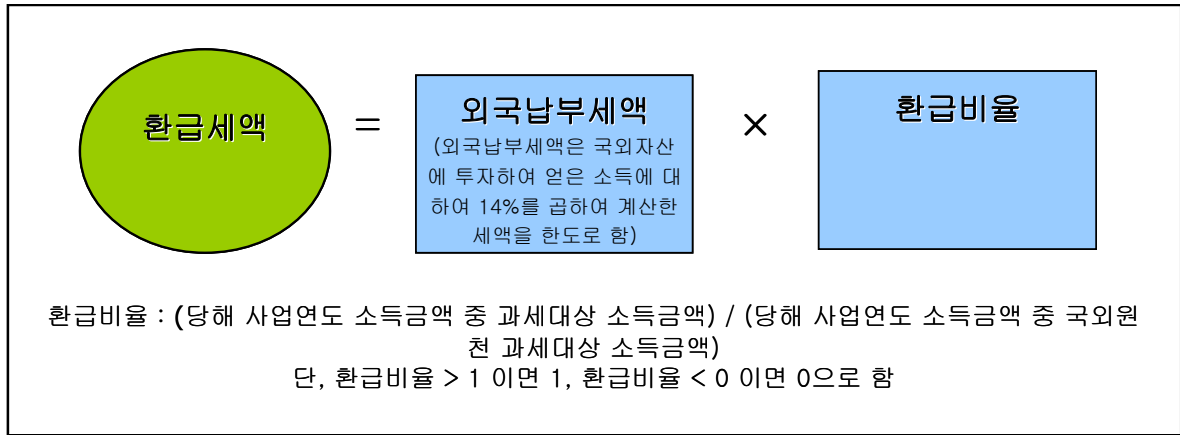 환급세액
=
외국납부세액
(외국납부세액은 국외자산
에 투자하여 얻은 소득에 대
하여 14%를 곱하여 계산한
세액을 한도로 함)
×
환급비율
환급비율 : (당해 사업연도 소득금액 중 과세대상 소득금액) / (당해 사업연도 소득금액 중 국외원
천 과세대상 소득금액)
단, 환급비율 > 1 이면 1, 환급비율 < 0 이면 0으로 함